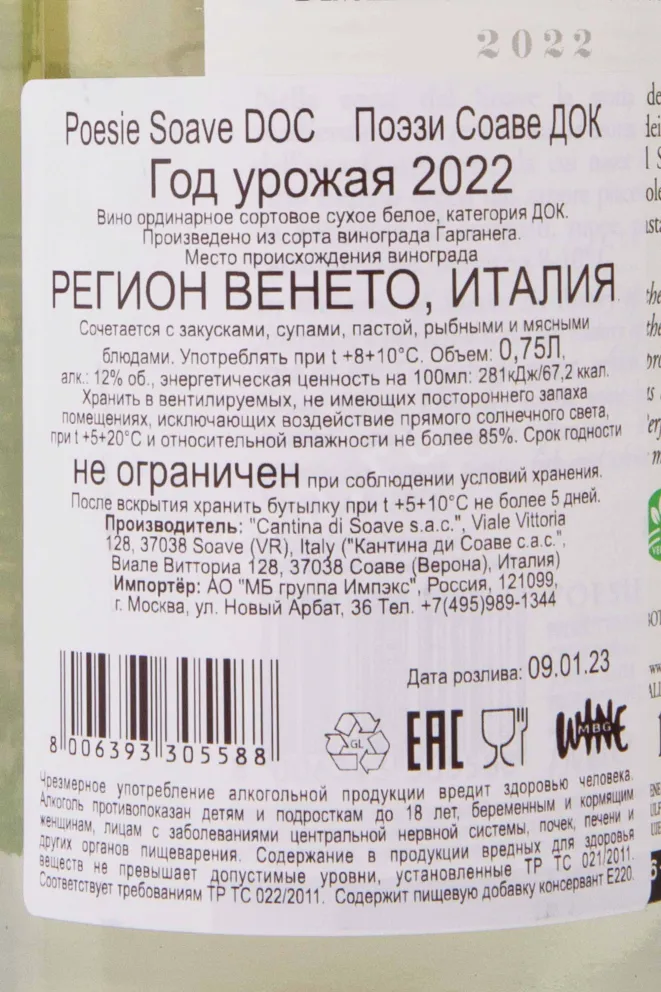 2022
Poesie Soave DOC Поэзи Соаве ДОК
Год урожая 2022
Вино ординарное сортовое сухое белое, категория ДОК.
Произведено из сорта винограда Гарганега.
Место происхождения винограда
РЕГИОН ВЕНЕТО, ИТАЛИЯ
Сочетается с закусками, супами, пастой, рыбными и мясными
блюдами. Употреблять при t +8+10°С. Объем: 0,75Л,
алк.: 12% об., энергетическая ценность на 100мл: 281кДж/67,2 ккал.
Хранить в вентилируемых, не имеющих постороннего запаха
помещениях, исключающих воздействие прямого солнечного света,
при t +5+20°С и относительной влажности не более 85%. Срок годности
не ограничен при соблюдении условий хранения.
После вскрытия хранить бутылку при t +5+10°С не более 5 дней.
Производитель: "Cantina di Soave s.a.c.", Viale Vittoria
128, 37038 Soave (VR), Italy ("Кантина ди Соаве с.а.с.",
Виале Витториа 128, 37038 Соаве (Верона), Италия)
Импортёр: АО "МБ группа Импэкс", Россия, 121099,
г. Москва, ул. Новый Арбат, 36 Тел. +7(495)989-1344
Дата розлива: 09.01.23
8 006393 305588
GL
EAC
WINE
MBG
Чрезмерное употребление алкогольной продукции вредит здоровью человека.
Алкоголь противопоказан детям и подросткам до 18 лет, беременным и кормящим
женщинам, лицам с заболеваниями центральной нервной системы, почек, печени и
других органов пищеварения. Содержание в продукции вредных для здоровья
веществ не превышает допустимые уровни, установленные ТР ТС 021/2011.
Соответствует требованиям ТР ТС 022/2011. Содержит пищевую добавку консервант Е220.